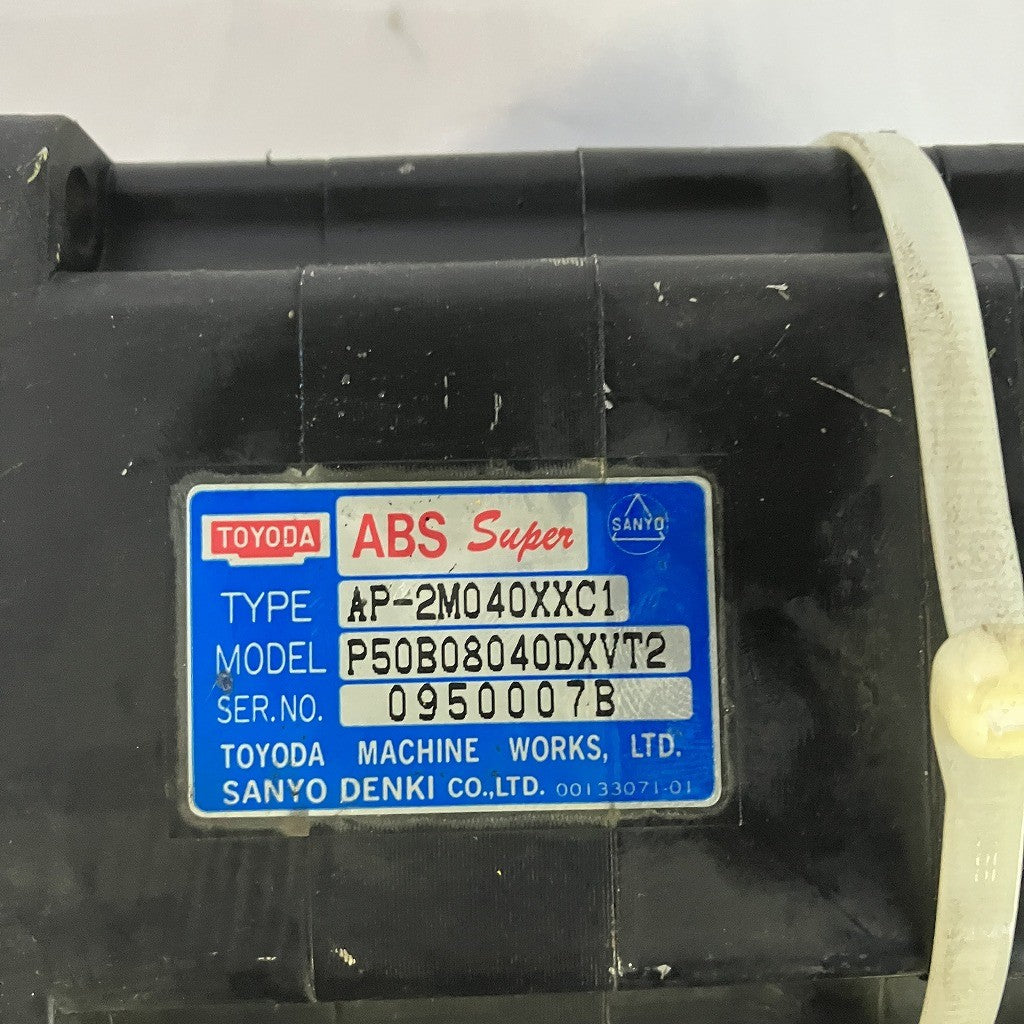 TOYODA ABS Super SANYO
TYPE AP-2M040XXC1
MODEL P50B08040DXVT2
SER.NO. 0950007B
TOYODA MACHINE WORKS, LTD.
SANYO DENKI CO.,LTD. 00133071-01